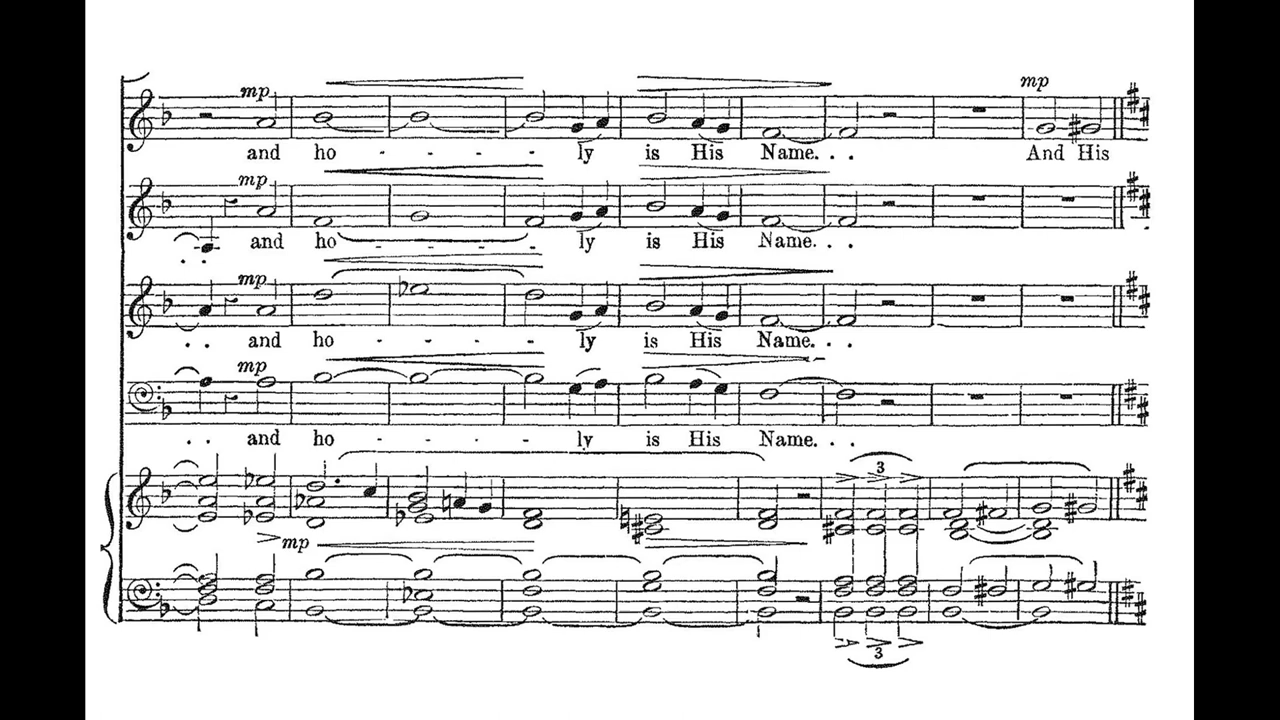 mp mp
and ho - - - - ly is His Name. . . And His
mp
. . and ho - - - - ly is His Name. . .
mp
. . and ho - - - - ly is His Name. . .
mp
. . and ho - - - - ly is His Name. . .
3
mp
3